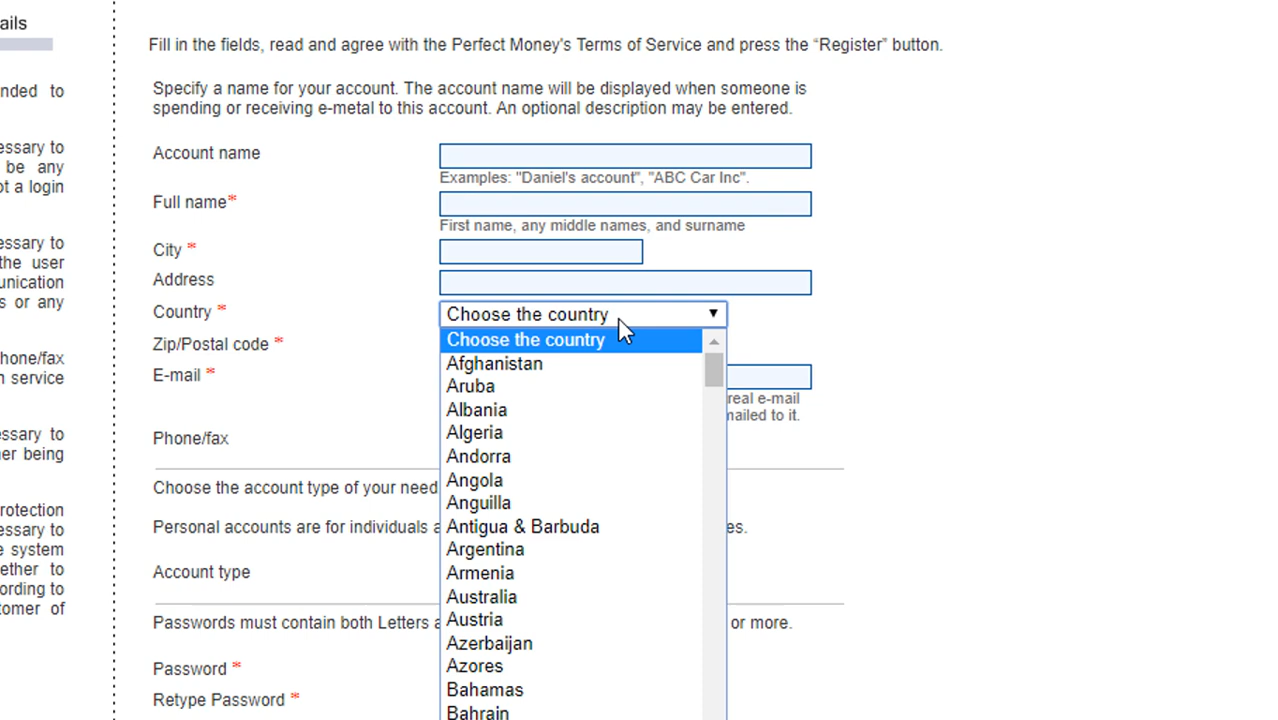 ails
nded to
essary to
be any
ot a login
essary to
the user
unication
s or any
hone/fax
n service
essary to
er being
rotection
essary to
e system
ether to
ording to
tomer of
Fill in the fields, read and agree with the Perfect Money's Terms of Service and press the “Register” button.
Specify a name for your account. The account name will be displayed when someone is
spending or receiving e-metal to this account. An optional description may be entered.
Account name
Examples: "Daniel's account", "ABC Car Inc".
Full name*
First name, any middle names, and surname
City *
Address
Country * Choose the country
Zip/Postal code *
E-mail *
real e-mail
mailed to it.
Phone/fax
Choose the account type of your need
Personal accounts are for individuals a es.
Account type
Passwords must contain both Letters a or more.
Password *
Retype Password *
Choose the country
Afghanistan
Aruba
Albania
Algeria
Andorra
Angola
Anguilla
Antigua & Barbuda
Argentina
Armenia
Australia
Austria
Azerbaijan
Azores
Bahamas
Bahrain